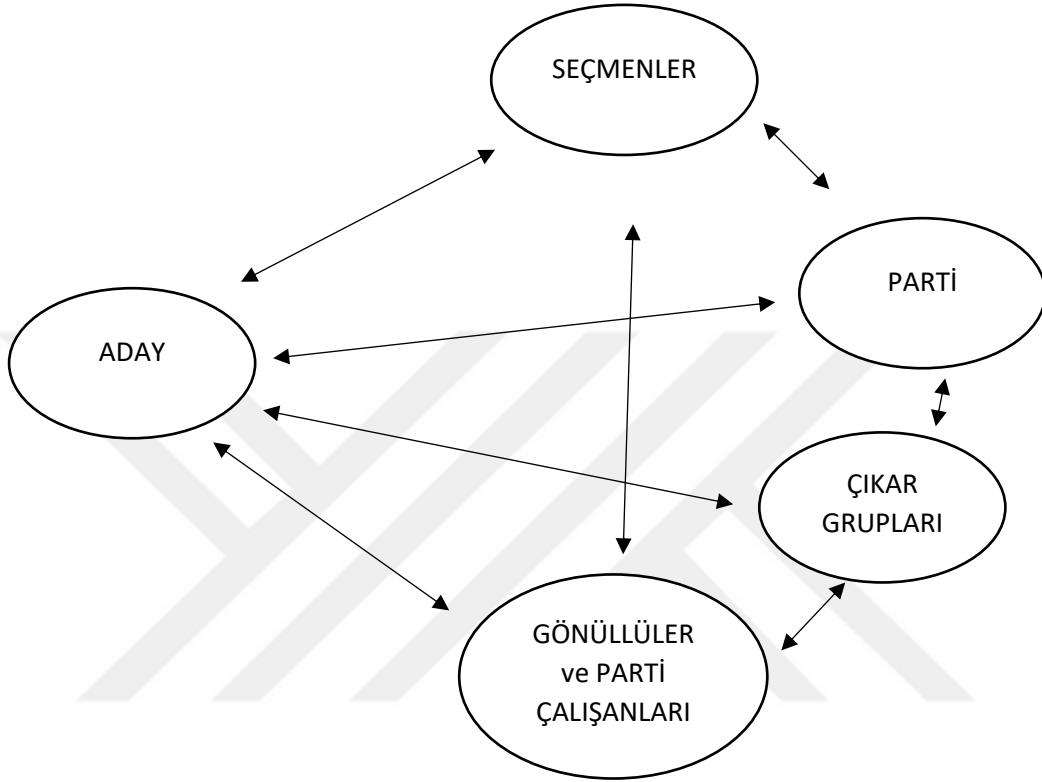 SEÇMENLER
PARTİ
ADAY
ÇIKAR
GRUPLARI
GÖNÜLLÜLER
ve PARTİ
ÇALIŞANLARI